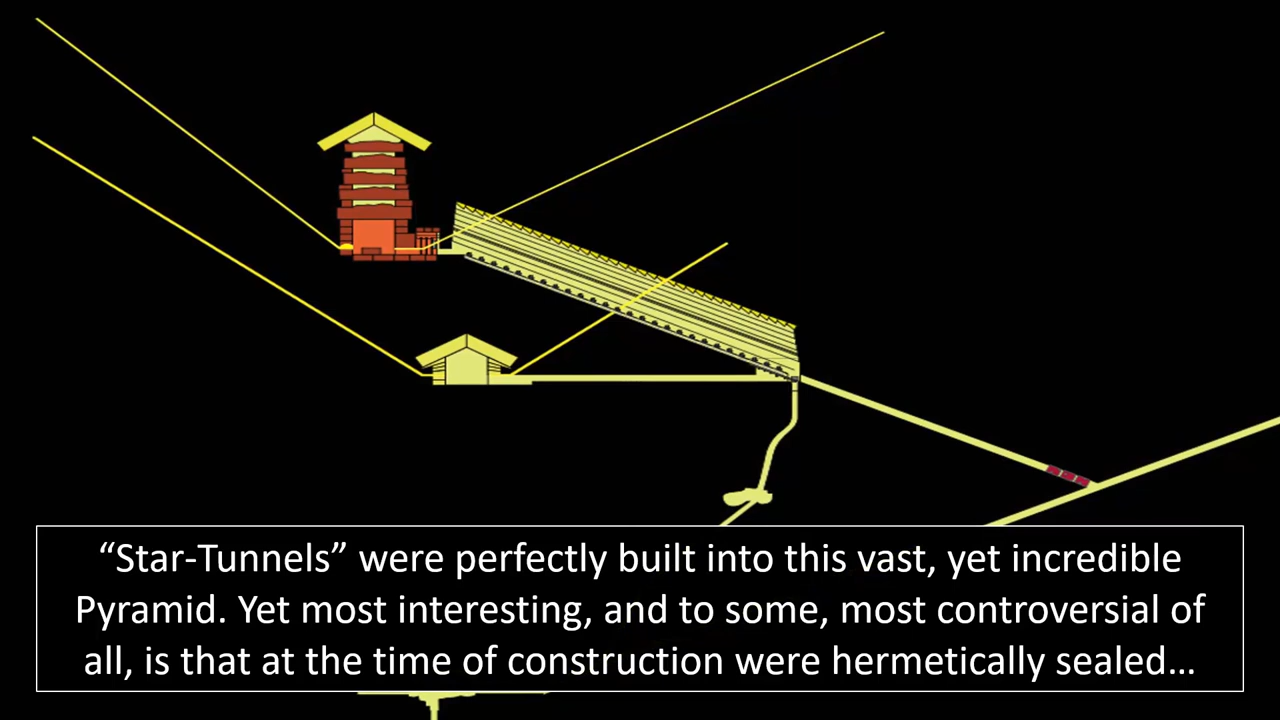 “Star-Tunnels” were perfectly built into this vast, yet incredible
Pyramid. Yet most interesting, and to some, most controversial of
all, is that at the time of construction were hermetically sealed...